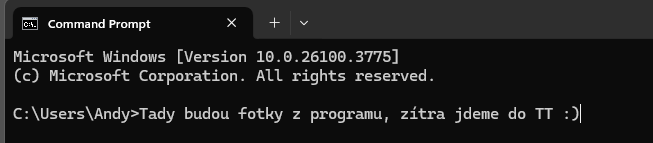 Command Prompt
Microsoft Windows [Version 10.0.26100.3775]
(c) Microsoft Corporation. All rights reserved.
C:\Users\Andy>Tady budou fotky z programu, zítra jdeme do TT :)